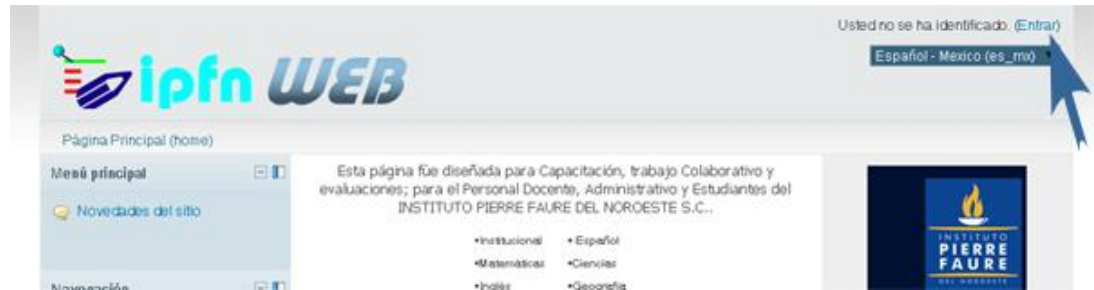 Usted no se ha identificado. (Entrar)
Español - Mexico (es_mx)
ipfn WEB
Página Principal (home)
Menú principal
Novedades del sitio
Navegación
Esta página fúe diseñada para Capacitación, trabajo Colaborativo y
evaluaciones; para el Personal Docente, Administrativo y Estudiantes del
INSTITUTO PIERRE FAURE DEL NOROESTE S.C..
•Institucional •Español
•Matemáticas •Ciencias
•Inglés •Geografía
INSTITUTO
PIERRE
FAURE
DEL NOROESTE